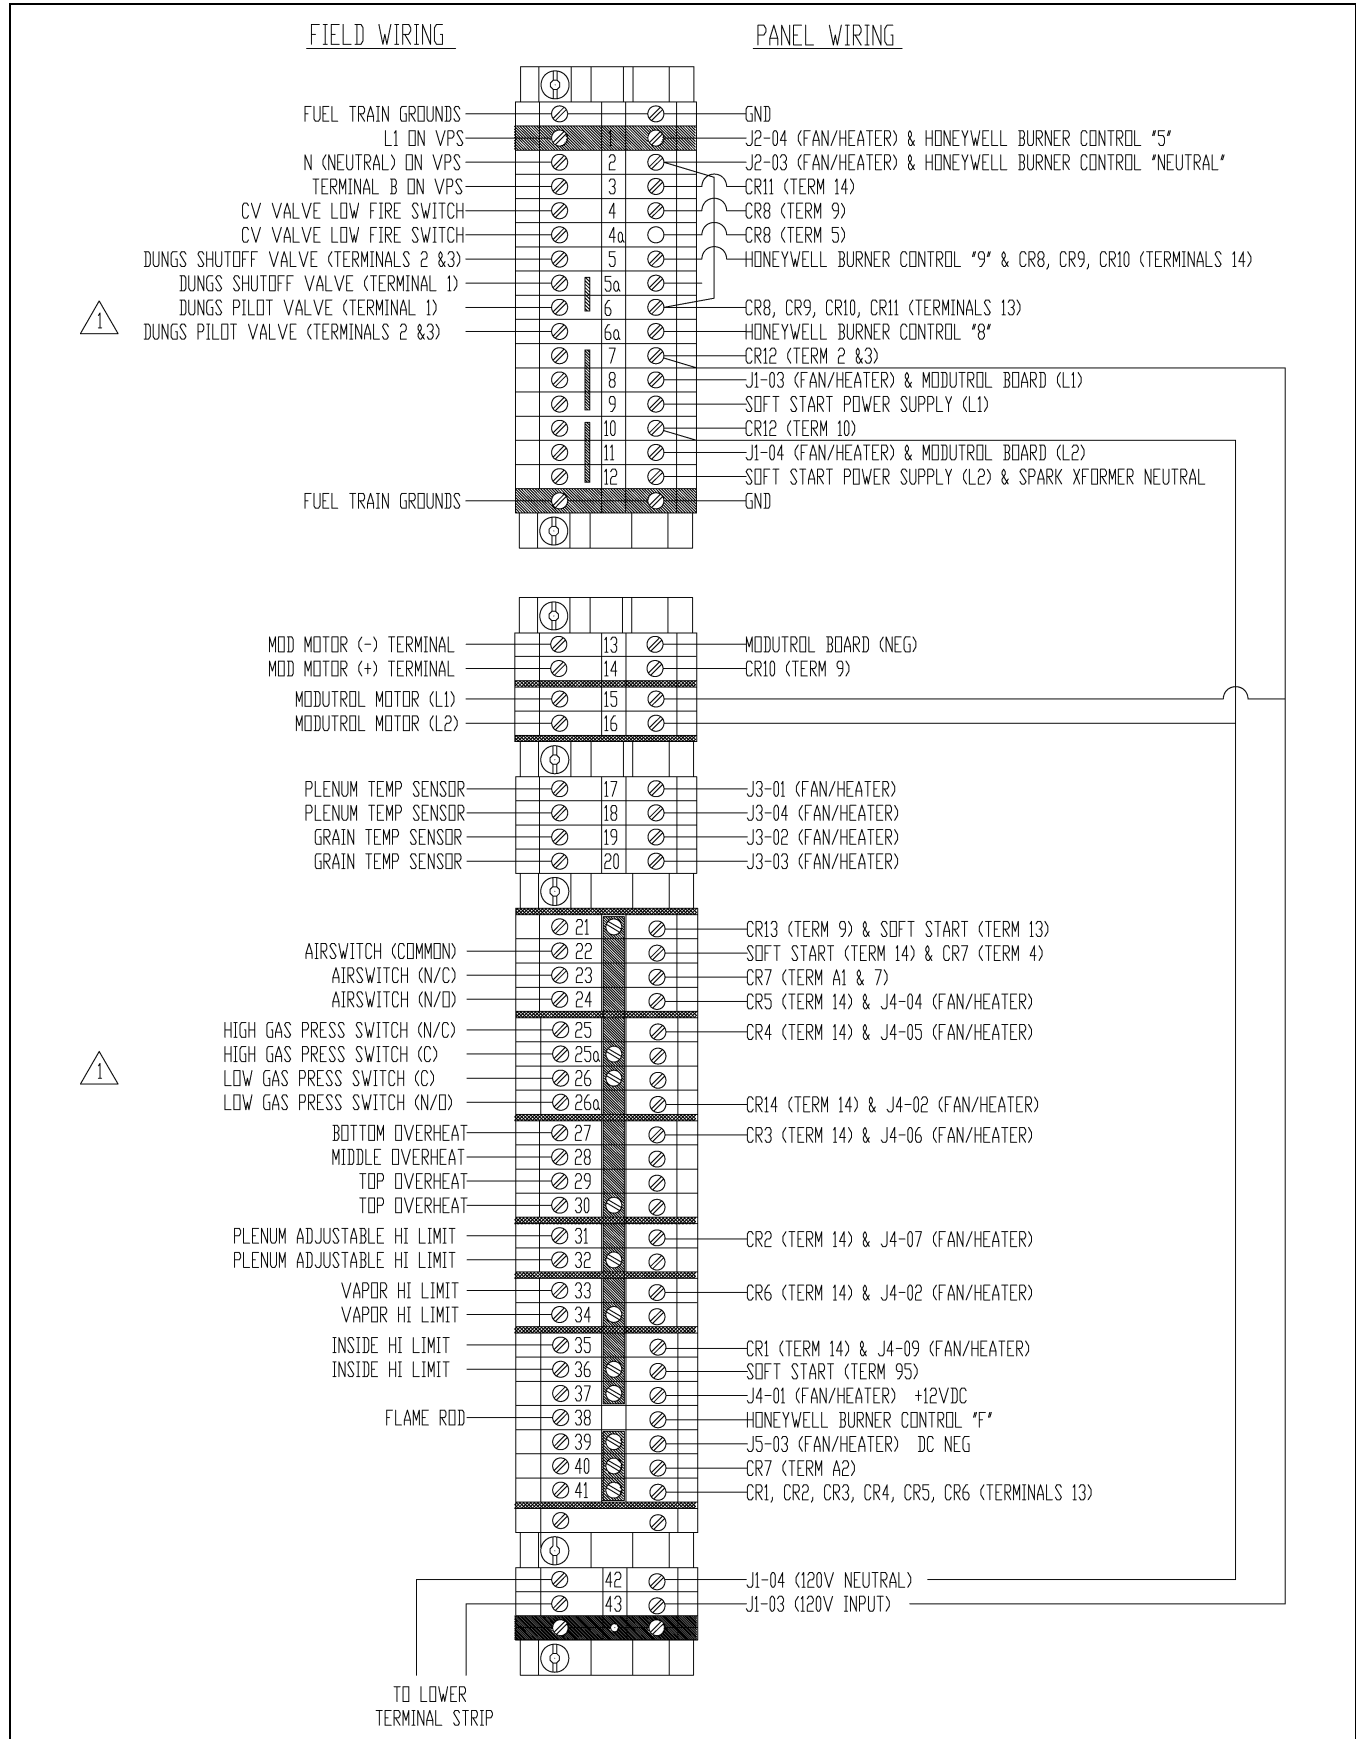 FIELD WIRING PANEL WIRING
FUEL TRAIN GROUNDS GND
L1 ON VPS 1 J2-04 (FAN/HEATER) & HONEYWELL BURNER CONTROL "5"
N (NEUTRAL) ON VPS 2 J2-03 (FAN/HEATER) & HONEYWELL BURNER CONTROL "NEUTRAL"
TERMINAL B ON VPS 3 CR11 (TERM 14)
CV VALVE LOW FIRE SWITCH 4 CR8 (TERM 9)
CV VALVE LOW FIRE SWITCH 4a CR8 (TERM 5)
DUNGS SHUTOFF VALVE (TERMINALS 2 &3) 5 HONEYWELL BURNER CONTROL "9" & CR8, CR9, CR10 (TERMINALS 14)
DUNGS SHUTOFF VALVE (TERMINAL 1) 5a
1 DUNGS PILOT VALVE (TERMINAL 1) 6 CR8, CR9, CR10, CR11 (TERMINALS 13)
DUNGS PILOT VALVE (TERMINALS 2 &3) 6a HONEYWELL BURNER CONTROL "8"
7 CR12 (TERM 2 &3)
8 J1-03 (FAN/HEATER) & MODUTROL BOARD (L1)
9 SOFT START POWER SUPPLY (L1)
10 CR12 (TERM 10)
11 J1-04 (FAN/HEATER) & MODUTROL BOARD (L2)
12 SOFT START POWER SUPPLY (L2) & SPARK XFORMER NEUTRAL
FUEL TRAIN GROUNDS GND
MOD MOTOR (-) TERMINAL 13 MODUTROL BOARD (NEG)
MOD MOTOR (+) TERMINAL 14 CR10 (TERM 9)
MODUTROL MOTOR (L1) 15
MODUTROL MOTOR (L2) 16
PLENUM TEMP SENSOR 17 J3-01 (FAN/HEATER)
PLENUM TEMP SENSOR 18 J3-04 (FAN/HEATER)
GRAIN TEMP SENSOR 19 J3-02 (FAN/HEATER)
GRAIN TEMP SENSOR 20 J3-03 (FAN/HEATER)
21 CR13 (TERM 9) & SOFT START (TERM 13)
AIRSWITCH (COMMON) 22 SOFT START (TERM 14) & CR7 (TERM 4)
AIRSWITCH (N/C) 23 CR7 (TERM A1 & 7)
AIRSWITCH (N/O) 24 CR5 (TERM 14) & J4-04 (FAN/HEATER)
HIGH GAS PRESS SWITCH (N/C) 25 CR4 (TERM 14) & J4-05 (FAN/HEATER)
HIGH GAS PRESS SWITCH (C) 25a
1 LOW GAS PRESS SWITCH (C) 26
LOW GAS PRESS SWITCH (N/O) 26a CR14 (TERM 14) & J4-02 (FAN/HEATER)
BOTTOM OVERHEAT 27 CR3 (TERM 14) & J4-06 (FAN/HEATER)
MIDDLE OVERHEAT 28
TOP OVERHEAT 29
TOP OVERHEAT 30
PLENUM ADJUSTABLE HI LIMIT 31 CR2 (TERM 14) & J4-07 (FAN/HEATER)
PLENUM ADJUSTABLE HI LIMIT 32
VAPOR HI LIMIT 33 CR6 (TERM 14) & J4-02 (FAN/HEATER)
VAPOR HI LIMIT 34
INSIDE HI LIMIT 35 CR1 (TERM 14) & J4-09 (FAN/HEATER)
INSIDE HI LIMIT 36 SOFT START (TERM 95)
37 J4-01 (FAN/HEATER) +12VDC
FLAME ROD 38 HONEYWELL BURNER CONTROL "F"
39 J5-03 (FAN/HEATER) DC NEG
40 CR7 (TERM A2)
41 CR1, CR2, CR3, CR4, CR5, CR6 (TERMINALS 13)
42 J1-04 (120V NEUTRAL)
43 J1-03 (120V INPUT)
TO LOWER
TERMINAL STRIP